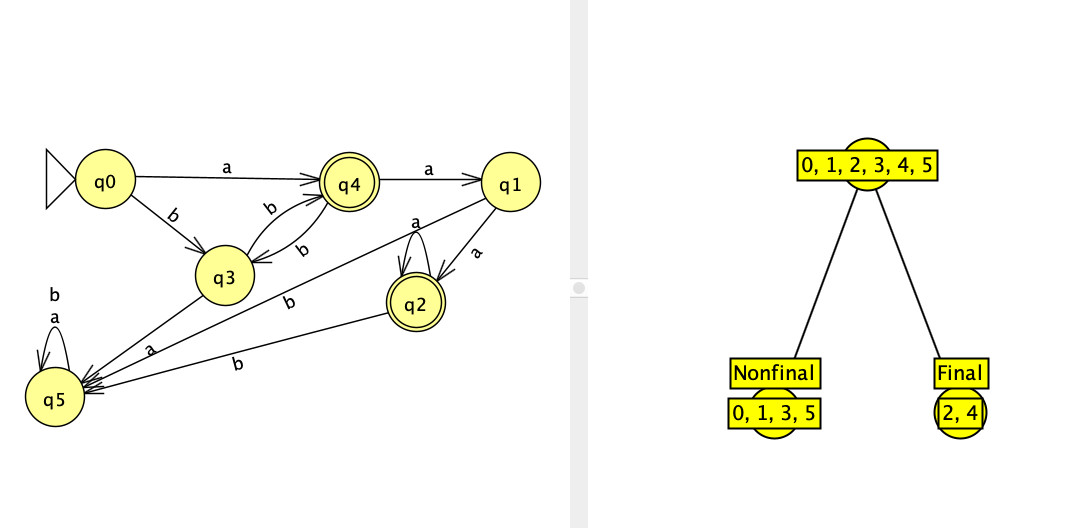 q0
a
q4
a
q1
b
b
b
a
a
q3
b
q2
b
a
a
b
q5
0, 1, 2, 3, 4, 5
Nonfinal
0, 1, 3, 5
Final
2, 4